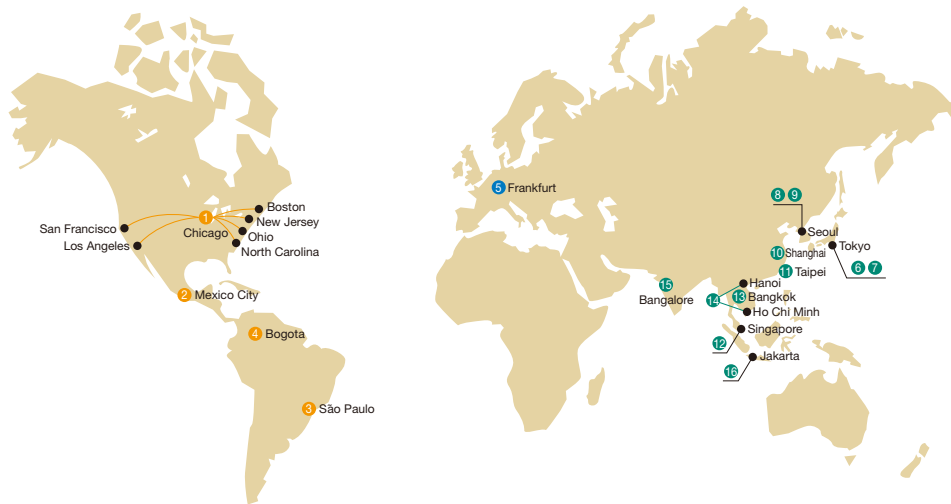 Boston
1
New Jersey
San Francisco
Chicago
Ohio
Los Angeles
North Carolina
2 Mexico City
4 Bogota
3 São Paulo
5 Frankfurt
8 9
Seoul
10 Shanghai
Tokyo
6 7
11 Taipei
15
Bangalore
Hanoi
14
13 Bangkok
Ho Chi Minh
Singapore
12
Jakarta
16